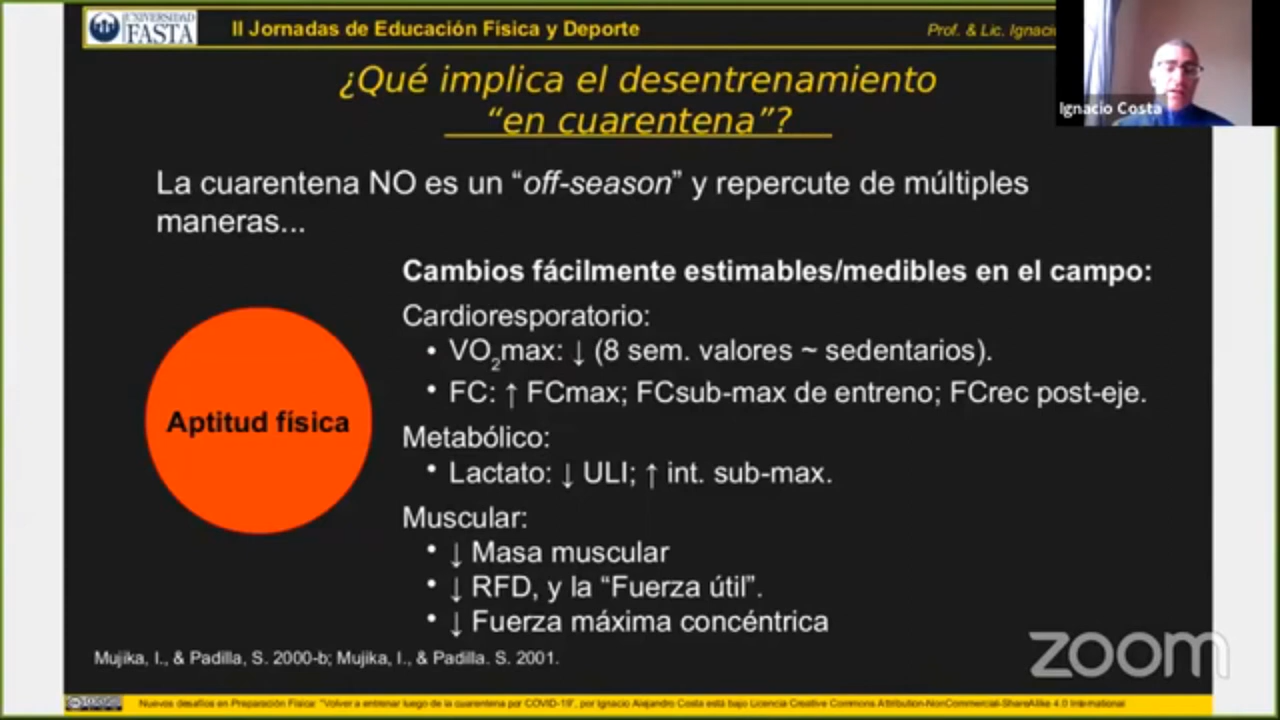 UNIVERSIDAD
FASTA
II Jornadas de Educación Física y Deporte
Prof. & Lic. Ignacio
Ignacio Costa
¿Qué implica el desentrenamiento
“en cuarentena”?
La cuarentena NO es un “off-season” y repercute de múltiples
maneras...
Cambios fácilmente estimables/medibles en el campo:
Cardioresporatorio:
• VO2max: ↓ (8 sem. valores ~ sedentarios).
• FC: ↑ FCmax; FCsub-max de entreno; FCrec post-eje.
Aptitud física
Metabólico:
• Lactato: ↓ ULI; ↑ int. sub-max.
Muscular:
• ↓ Masa muscular
• ↓ RFD, y la “Fuerza útil”.
• ↓ Fuerza máxima concéntrica
Mujika, I., & Padilla, S. 2000-b; Mujika, I., & Padilla. S. 2001.
zoom
Nuevos desafíos en Preparación Física: “Volver a entrenar luego de la cuarentena por COVID-19”, por Ignacio Alejandro Costa está bajo Licencia Creative Commons Attribution-NonCommercial-ShareAlike 4.0 International